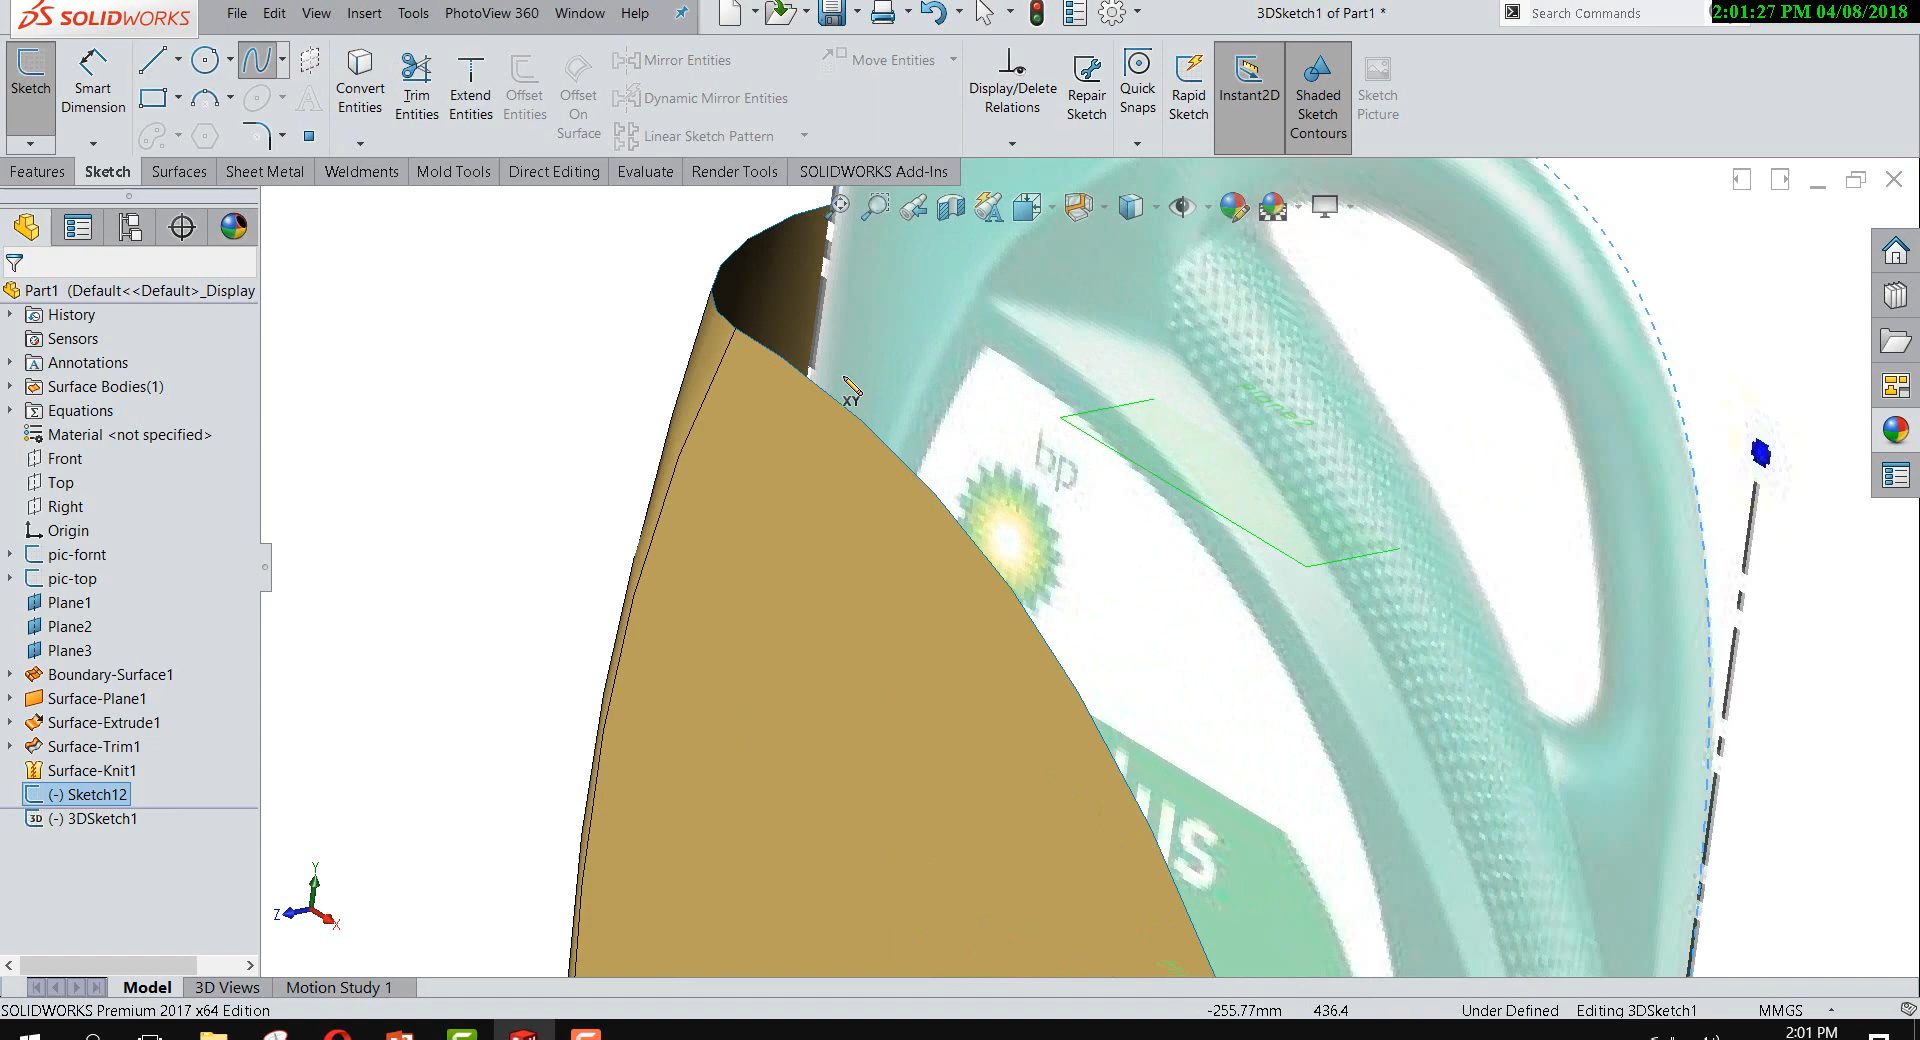 SOLIDWORKS
File Edit View Insert Tools PhotoView 360 Window Help
3DSketch1 of Part1 *
Search Commands
2:01:27 PM 04/08/2018
Sketch
Smart Dimension
Convert Entities
Trim Entities
Extend Entities
Offset Entities
Offset On Surface
Mirror Entities
Dynamic Mirror Entities
Linear Sketch Pattern
Move Entities
Display/Delete Relations
Repair Sketch
Quick Snaps
Rapid Sketch
Instant2D
Shaded Sketch Contours
Sketch Picture
Features Sketch Surfaces Sheet Metal Weldments Mold Tools Direct Editing Evaluate Render Tools SOLIDWORKS Add-Ins
Part1 (Default<<Default>_Display
History
Sensors
Annotations
Surface Bodies(1)
Equations
Material <not specified>
Front
Top
Right
Origin
pic-fornt
pic-top
Plane1
Plane2
Plane3
Boundary-Surface1
Surface-Plane1
Surface-Extrude1
Surface-Trim1
Surface-Knit1
(-) Sketch12
3D (-) 3DSketch1
XY
bp
Y
Z
X
Model 3D Views Motion Study 1
SOLIDWORKS Premium 2017 x64 Edition
-255.77mm 436.4 Under Defined Editing 3DSketch1 MMGS
2:01 PM